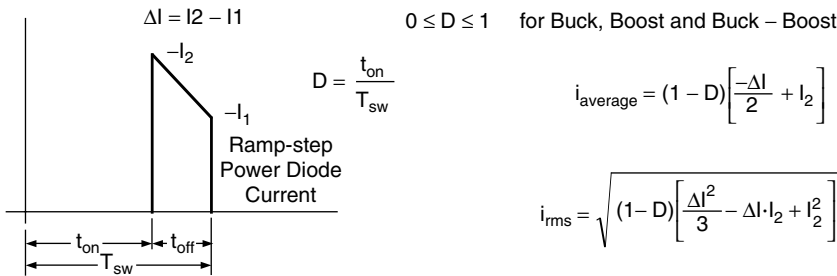 ΔI = I2 – I1
0 ≤ D ≤ 1 for Buck, Boost and Buck – Boost
–I₂
D = t_on / T_sw
i_average = (1 – D)[–ΔI / 2 + I₂]
–I₁
Ramp-step
Power Diode
Current
i_rms = √((1– D)[ΔI² / 3 – ΔI·I₂ + I₂²])
t_on t_off
T_sw